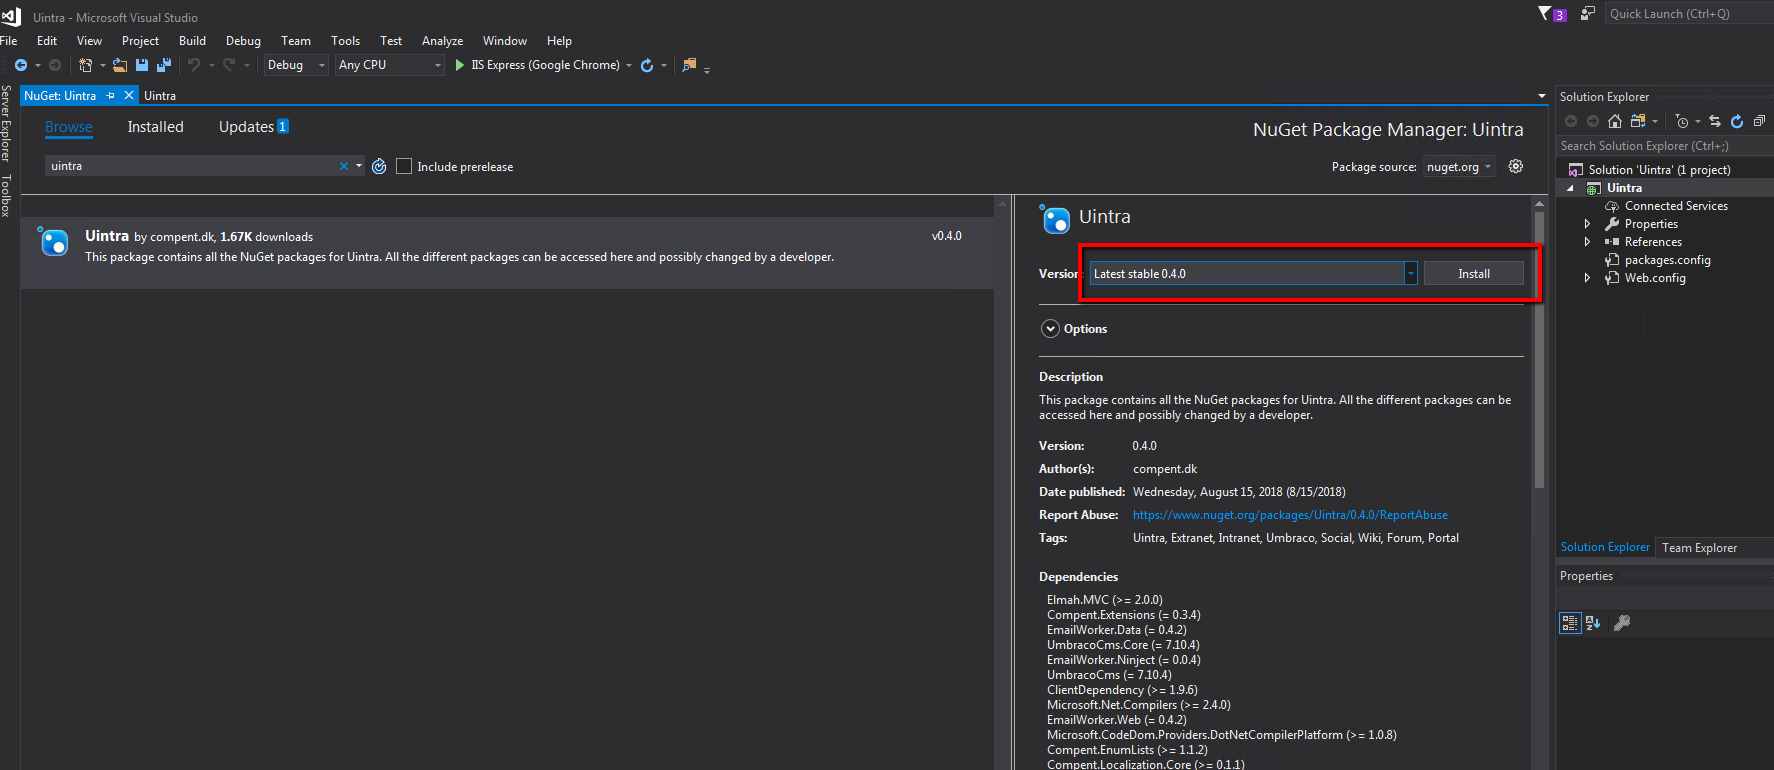 Uintra - Microsoft Visual Studio
3
Quick Launch (Ctrl+Q)
File Edit View Project Build Debug Team Tools Test Analyze Window Help
Debug Any CPU IIS Express (Google Chrome)
Server Explorer
Toolbox
NuGet: Uintra Uintra
Browse Installed Updates 1
NuGet Package Manager: Uintra
uintra
Include prerelease
Package source: nuget.org
Uintra by compent.dk, 1.67K downloads v0.4.0
This package contains all the NuGet packages for Uintra. All the different packages can be accessed here and possibly changed by a developer.
Uintra
Version: Latest stable 0.4.0 Install
Options
Description
This package contains all the NuGet packages for Uintra. All the different packages can be
accessed here and possibly changed by a developer.
Version: 0.4.0
Author(s): compent.dk
Date published: Wednesday, August 15, 2018 (8/15/2018)
Report Abuse: https://www.nuget.org/packages/Uintra/0.4.0/ReportAbuse
Tags: Uintra, Extranet, Intranet, Umbraco, Social, Wiki, Forum, Portal
Dependencies
Elmah.MVC (>= 2.0.0)
Compent.Extensions (= 0.3.4)
EmailWorker.Data (= 0.4.2)
UmbracoCms.Core (= 7.10.4)
EmailWorker.Ninject (= 0.0.4)
UmbracoCms (= 7.10.4)
ClientDependency (>= 1.9.6)
Microsoft.Net.Compilers (>= 2.4.0)
EmailWorker.Web (= 0.4.2)
Microsoft.CodeDom.Providers.DotNetCompilerPlatform (>= 1.0.8)
Compent.EnumLists (>= 1.1.2)
Compent.Localization.Core (>= 0.1.1)
Solution Explorer
Search Solution Explorer (Ctrl+;)
Solution 'Uintra' (1 project)
Uintra
Connected Services
Properties
References
packages.config
Web.config
Solution Explorer Team Explorer
Properties